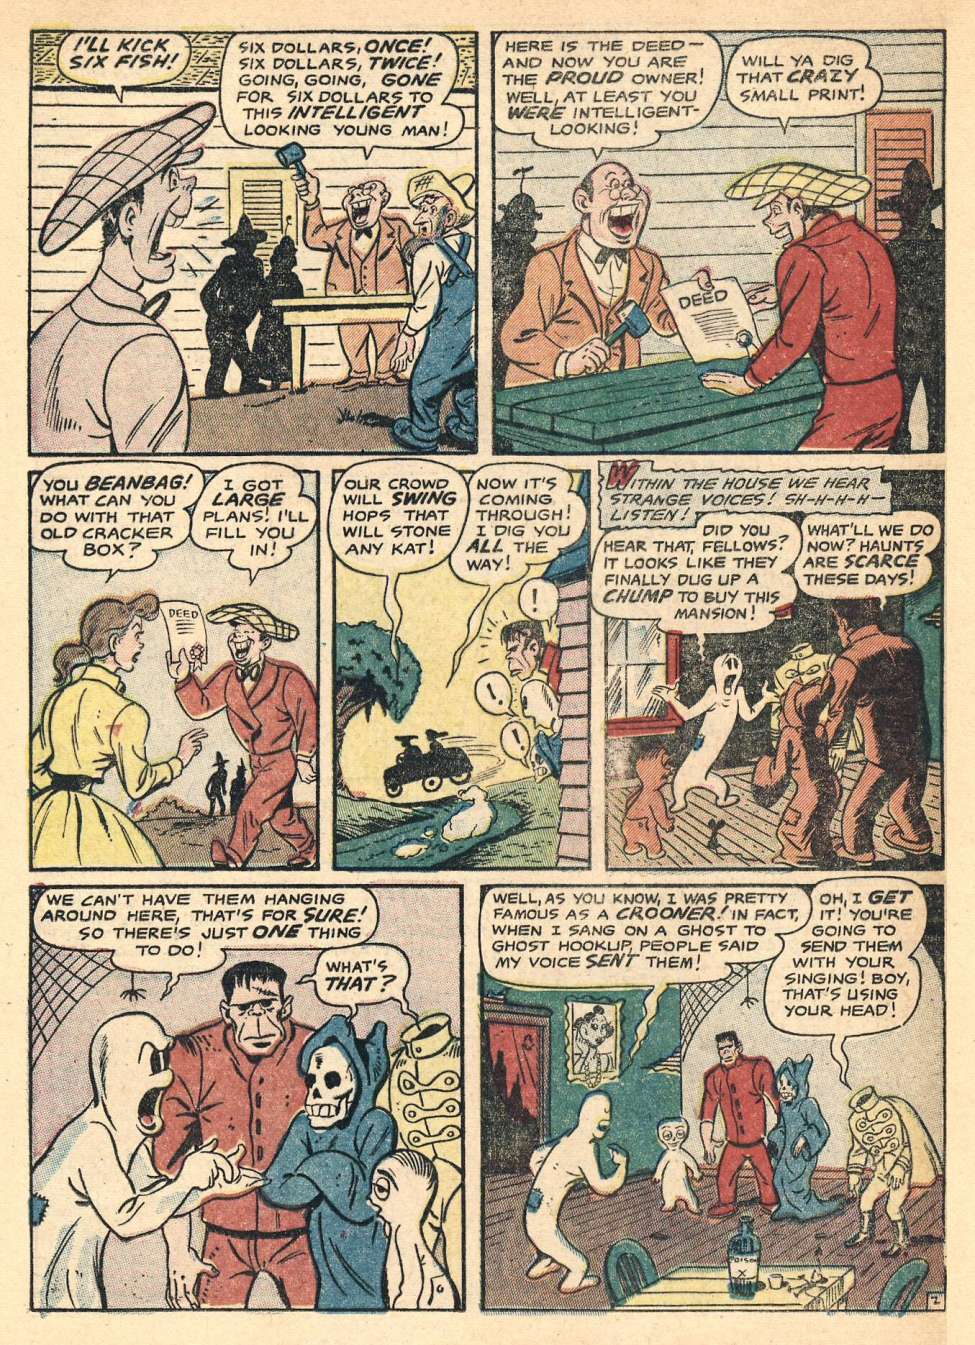 I'LL KICK
SIX FISH!
SIX DOLLARS, ONCE!
SIX DOLLARS, TWICE!
GOING, GOING, GONE
FOR SIX DOLLARS TO
THIS INTELLIGENT
LOOKING YOUNG MAN!
HERE IS THE DEED—
AND NOW YOU ARE
THE PROUD OWNER!
WELL, AT LEAST YOU
WERE INTELLIGENT-
LOOKING!
WILL YA DIG
THAT CRAZY
SMALL PRINT!
DEED
YOU BEANBAG!
WHAT CAN YOU
DO WITH THAT
OLD CRACKER
BOX?
I GOT
LARGE
PLANS! I'LL
FILL YOU
IN!
DEED
OUR CROWD
WILL SWING
HOPS THAT
WILL STONE
ANY KAT!
NOW IT'S
COMING
THROUGH!
I DIG YOU
ALL THE
WAY!
!
!
!
WITHIN THE HOUSE WE HEAR
STRANGE VOICES! SH-H-H-H—
LISTEN!
DID YOU
HEAR THAT, FELLOWS?
IT LOOKS LIKE THEY
FINALLY DUG UP A
CHUMP TO BUY THIS
MANSION!
WHAT'LL WE DO
NOW? HAUNTS
ARE SCARCE
THESE DAYS!
WE CAN'T HAVE THEM HANGING
AROUND HERE, THAT'S FOR SURE!
SO THERE'S JUST ONE THING
TO DO!
WHAT'S
THAT?
WELL, AS YOU KNOW, I WAS PRETTY
FAMOUS AS A CROONER! IN FACT,
WHEN I SANG ON A GHOST TO
GHOST HOOKUP, PEOPLE SAID
MY VOICE SENT THEM!
OH, I GET
IT! YOU'RE
GOING TO
SEND THEM
WITH YOUR
SINGING! BOY,
THAT'S USING
YOUR HEAD!
POISON
X
2